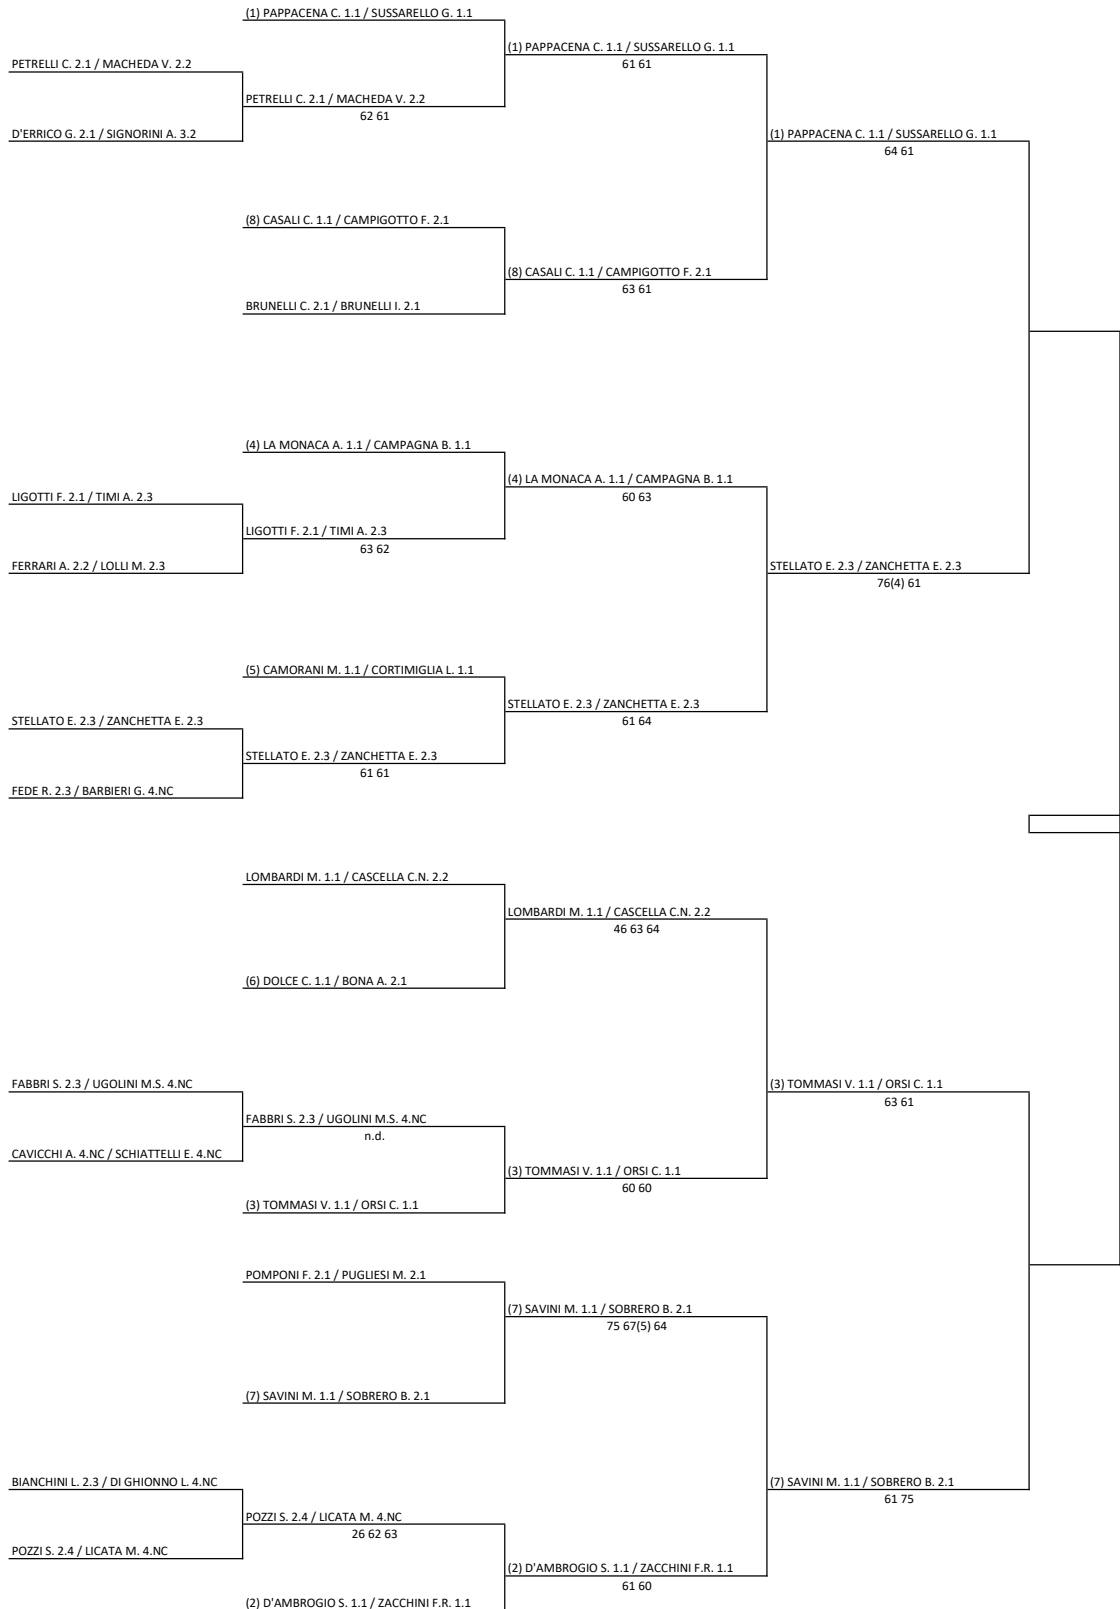 (1) PAPPACENA C. 1.1 / SUSSARELLO G. 1.1
(1) PAPPACENA C. 1.1 / SUSSARELLO G. 1.1
61 61
PETRELLI C. 2.1 / MACHEDA V. 2.2
PETRELLI C. 2.1 / MACHEDA V. 2.2
62 61
D'ERRICO G. 2.1 / SIGNORINI A. 3.2
(1) PAPPACENA C. 1.1 / SUSSARELLO G. 1.1
64 61
(8) CASALI C. 1.1 / CAMPIGOTTO F. 2.1
(8) CASALI C. 1.1 / CAMPIGOTTO F. 2.1
63 61
BRUNELLI C. 2.1 / BRUNELLI I. 2.1
(4) LA MONACA A. 1.1 / CAMPAGNA B. 1.1
(4) LA MONACA A. 1.1 / CAMPAGNA B. 1.1
60 63
LIGOTTI F. 2.1 / TIMI A. 2.3
LIGOTTI F. 2.1 / TIMI A. 2.3
63 62
FERRARI A. 2.2 / LOLLI M. 2.3
STELLATO E. 2.3 / ZANCHETTA E. 2.3
76(4) 61
(5) CAMORANI M. 1.1 / CORTIMIGLIA L. 1.1
STELLATO E. 2.3 / ZANCHETTA E. 2.3
61 64
STELLATO E. 2.3 / ZANCHETTA E. 2.3
STELLATO E. 2.3 / ZANCHETTA E. 2.3
61 61
FEDE R. 2.3 / BARBIERI G. 4.NC
LOMBARDI M. 1.1 / CASCELLA C.N. 2.2
LOMBARDI M. 1.1 / CASCELLA C.N. 2.2
46 63 64
(6) DOLCE C. 1.1 / BONA A. 2.1
FABBRI S. 2.3 / UGOLINI M.S. 4.NC
(3) TOMMASI V. 1.1 / ORSI C. 1.1
63 61
FABBRI S. 2.3 / UGOLINI M.S. 4.NC
n.d.
CAVICCHI A. 4.NC / SCHIATTELLI E. 4.NC
(3) TOMMASI V. 1.1 / ORSI C. 1.1
60 60
(3) TOMMASI V. 1.1 / ORSI C. 1.1
POMPONI F. 2.1 / PUGLIESI M. 2.1
(7) SAVINI M. 1.1 / SOBRERO B. 2.1
75 67(5) 64
(7) SAVINI M. 1.1 / SOBRERO B. 2.1
BIANCHINI L. 2.3 / DI GHIONNO L. 4.NC
(7) SAVINI M. 1.1 / SOBRERO B. 2.1
61 75
POZZI S. 2.4 / LICATA M. 4.NC
26 62 63
POZZI S. 2.4 / LICATA M. 4.NC
(2) D'AMBROGIO S. 1.1 / ZACCHINI F.R. 1.1
61 60
(2) D'AMBROGIO S. 1.1 / ZACCHINI F.R. 1.1